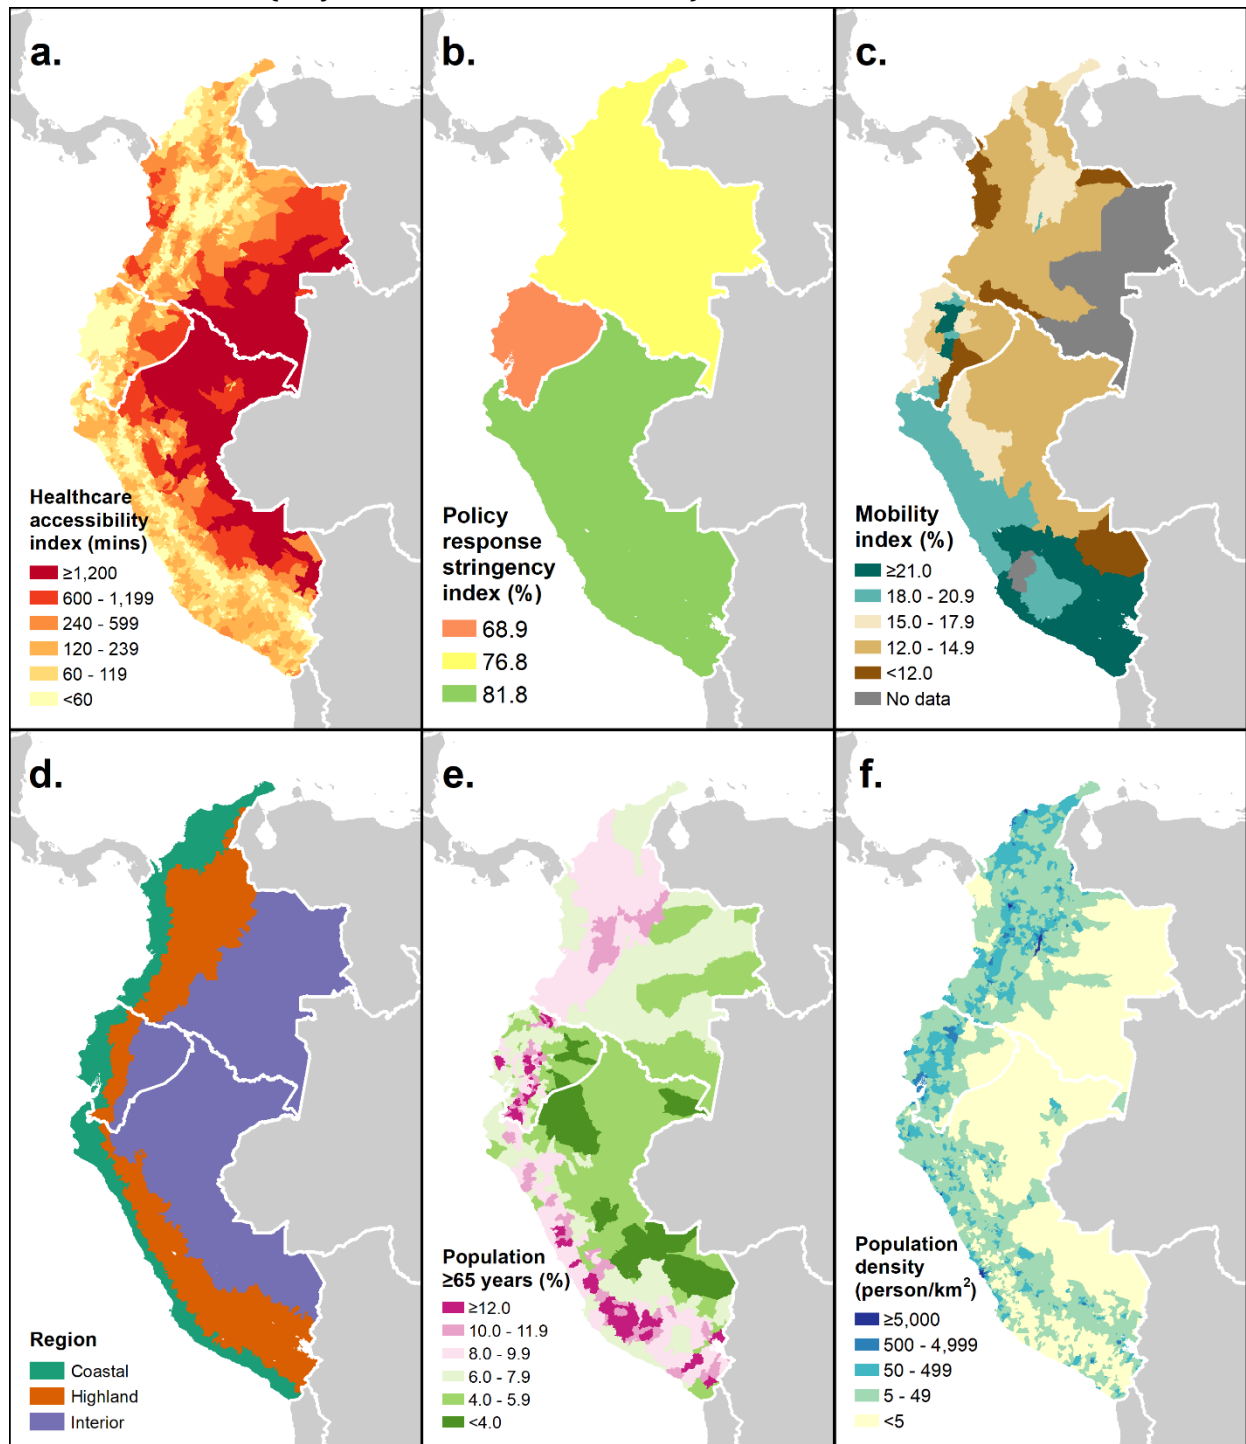 a.
Healthcare
accessibility
index (mins)
≥1,200
600 - 1,199
240 - 599
120 - 239
60 - 119
<60
b.
Policy
response
stringency
index (%)
68.9
76.8
81.8
c.
Mobility
index (%)
≥21.0
18.0 - 20.9
15.0 - 17.9
12.0 - 14.9
<12.0
No data
d.
Region
Coastal
Highland
Interior
e.
Population
≥65 years (%)
≥12.0
10.0 - 11.9
8.0 - 9.9
6.0 - 7.9
4.0 - 5.9
<4.0
f.
Population
density
(person/km²)
≥5,000
500 - 4,999
50 - 499
5 - 49
<5